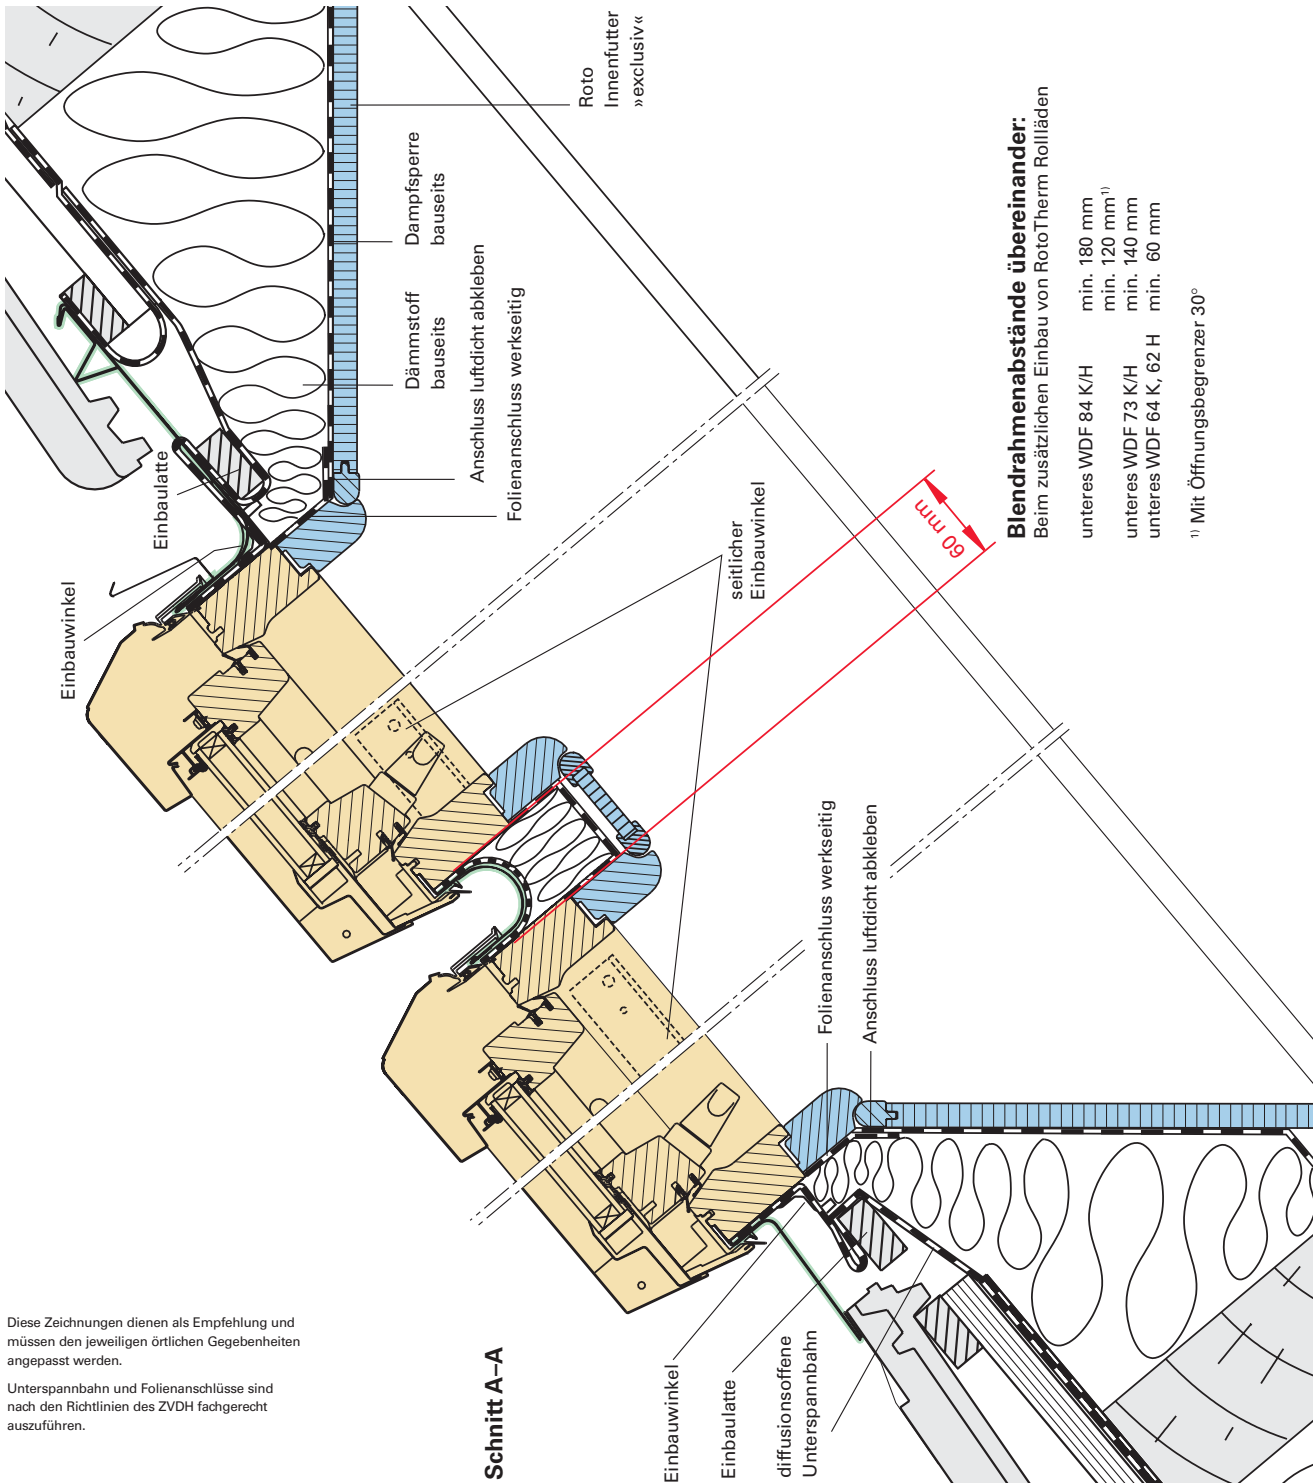 Roto
Innenfutter
»exclusiv«
Dampfsperre
bauseits
Dämmstoff
bauseits
Anschluss luftdicht abkleben
Folienanschluss werkseitig
Einbaulatte
Einbauwinkel
seitlicher
Einbauwinkel
60 mm
Blendrahmenabstände übereinander:
Beim zusätzlichen Einbau von RotoTherm Rollläden
unteres WDF 84 K/H min. 180 mm
min. 120 mm¹⁾
unteres WDF 73 K/H min. 140 mm
unteres WDF 64 K, 62 H min. 60 mm
¹⁾ Mit Öffnungsbegrenzer 30°
Folienanschluss werkseitig
Anschluss luftdicht abkleben
Schnitt A–A
Einbauwinkel
Einbaulatte
diffusionsoffene
Unterspannbahn
Diese Zeichnungen dienen als Empfehlung und
müssen den jeweiligen örtlichen Gegebenheiten
angepasst werden.
Unterspannbahn und Folienanschlüsse sind
nach den Richtlinien des ZVDH fachgerecht
auszuführen.